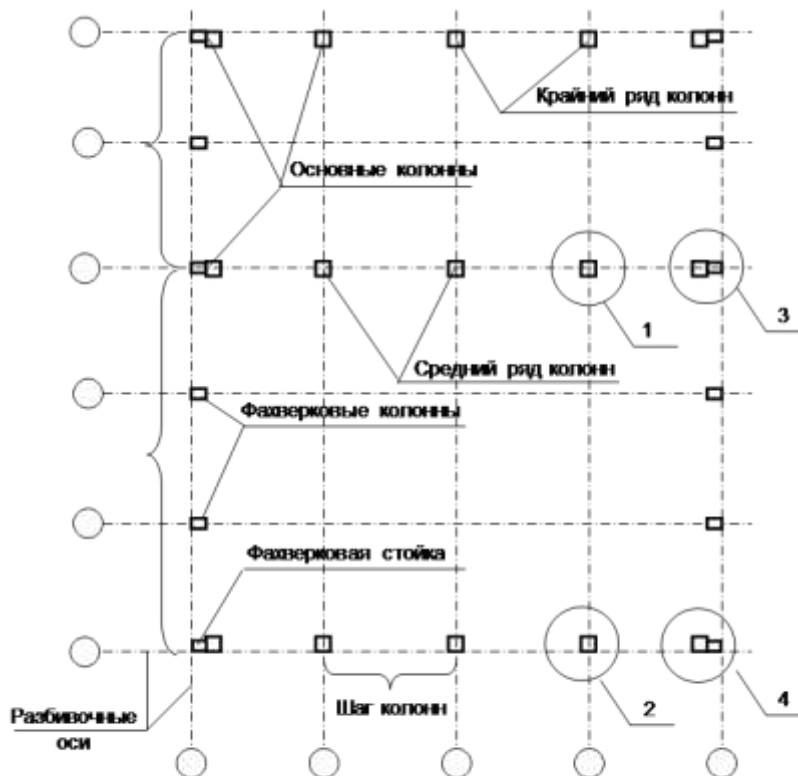 Крайний ряд колонн
Основные колонны
1
3
Средний ряд колонн
Фахверковые колонны
Фахверковая стойка
Шаг колонн
2
4
Разбивочные
оси